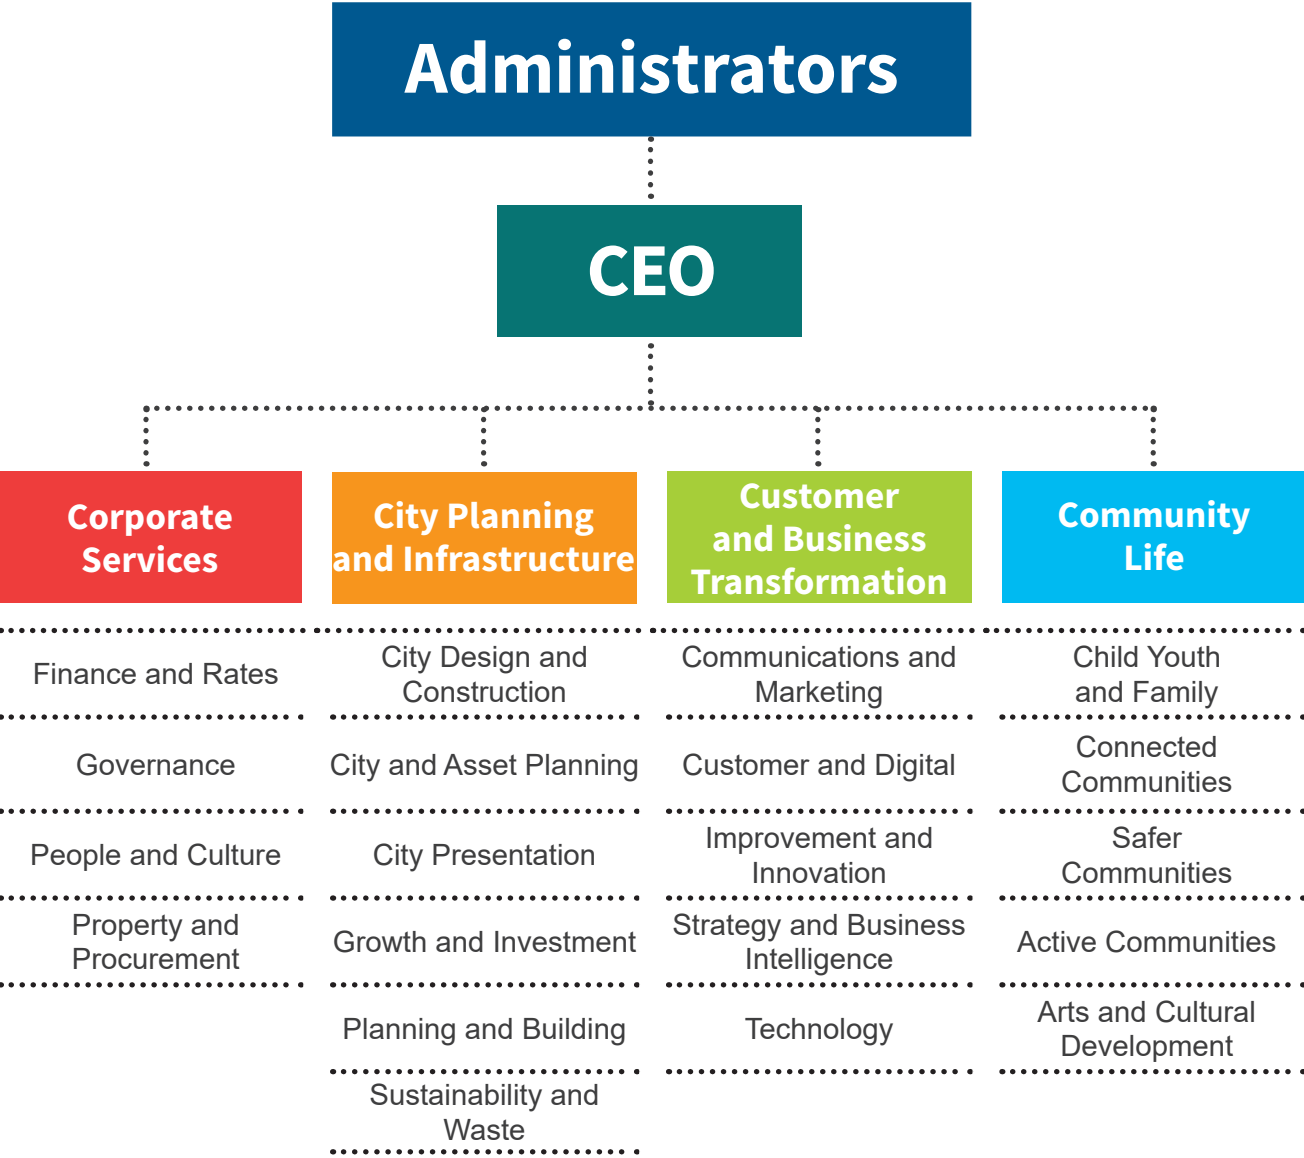 Administrators
CEO
Corporate
Services
City Planning
and Infrastructure
Customer
and Business
Transformation
Community
Life
Finance and Rates
Governance
People and Culture
Property and
Procurement
City Design and
Construction
City and Asset Planning
City Presentation
Growth and Investment
Planning and Building
Sustainability and
Waste
Communications and
Marketing
Customer and Digital
Improvement and
Innovation
Strategy and Business
Intelligence
Technology
Child Youth
and Family
Connected
Communities
Safer
Communities
Active Communities
Arts and Cultural
Development